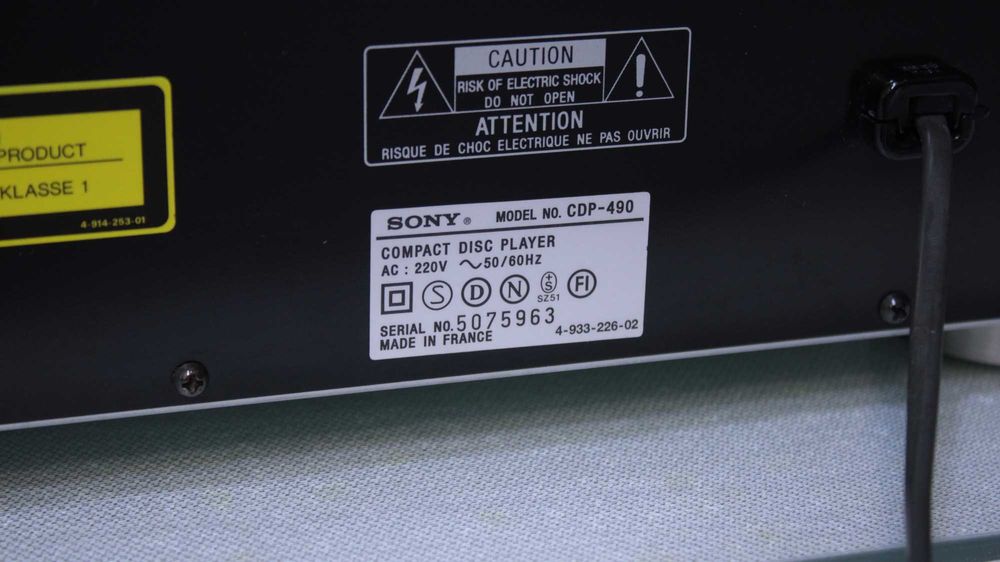 PRODUCT
KLASSE 1
4-914-253-01
CAUTION
RISK OF ELECTRIC SHOCK
DO NOT OPEN
ATTENTION
RISQUE DE CHOC ELECTRIQUE NE PAS OUVRIR
SONY® MODEL NO. CDP-490
COMPACT DISC PLAYER
AC : 220V ～50/60HZ
S D N +S FI
SZ51
SERIAL NO. 5075963
MADE IN FRANCE 4-933-226-02